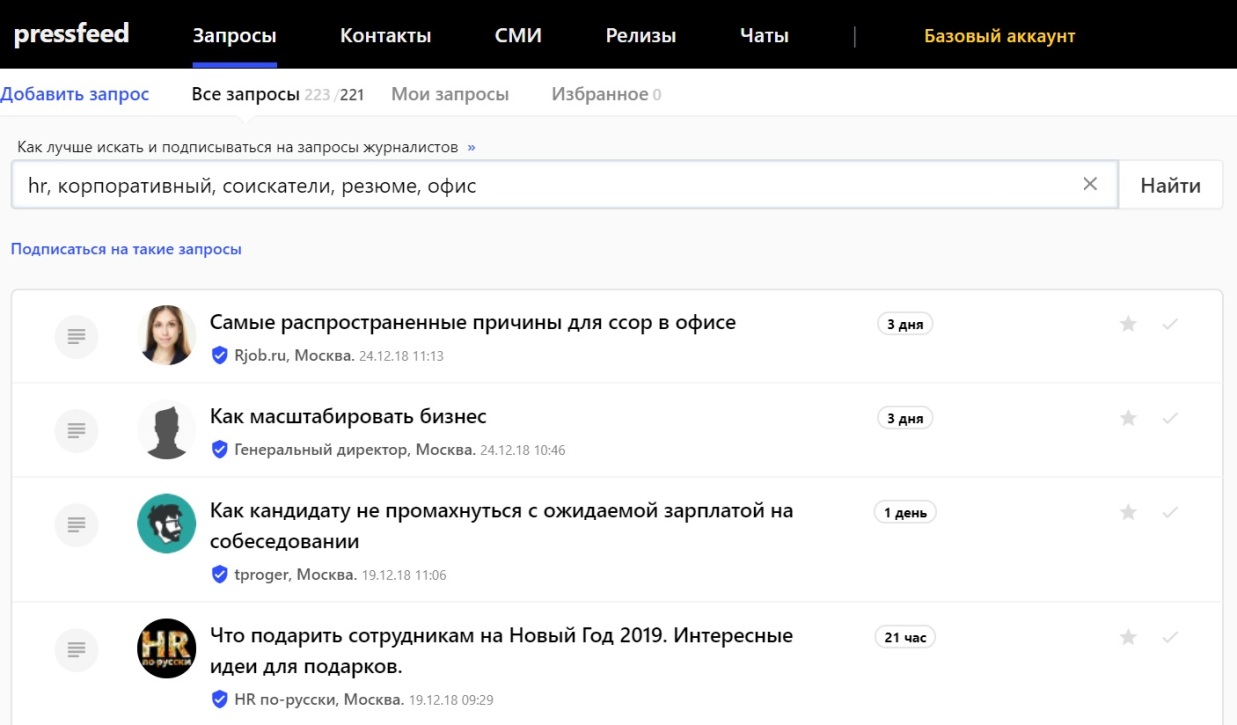 pressfeed Запросы Контакты СМИ Релизы Чаты | Базовый аккаунт
Добавить запрос Все запросы 223/221 Мои запросы Избранное 0
Как лучше искать и подписываться на запросы журналистов »
hr, корпоративный, соискатели, резюме, офис Найти
Подписаться на такие запросы
Самые распространенные причины для ссор в офисе 3 дня
Rjob.ru, Москва. 24.12.18 11:13
Как масштабировать бизнес 3 дня
Генеральный директор, Москва. 24.12.18 10:46
Как кандидату не промахнуться с ожидаемой зарплатой на 1 день
собеседовании
tproger, Москва. 19.12.18 11:06
HR
по-русски
Что подарить сотрудникам на Новый Год 2019. Интересные 21 час
идеи для подарков.
HR по-русски, Москва. 19.12.18 09:29